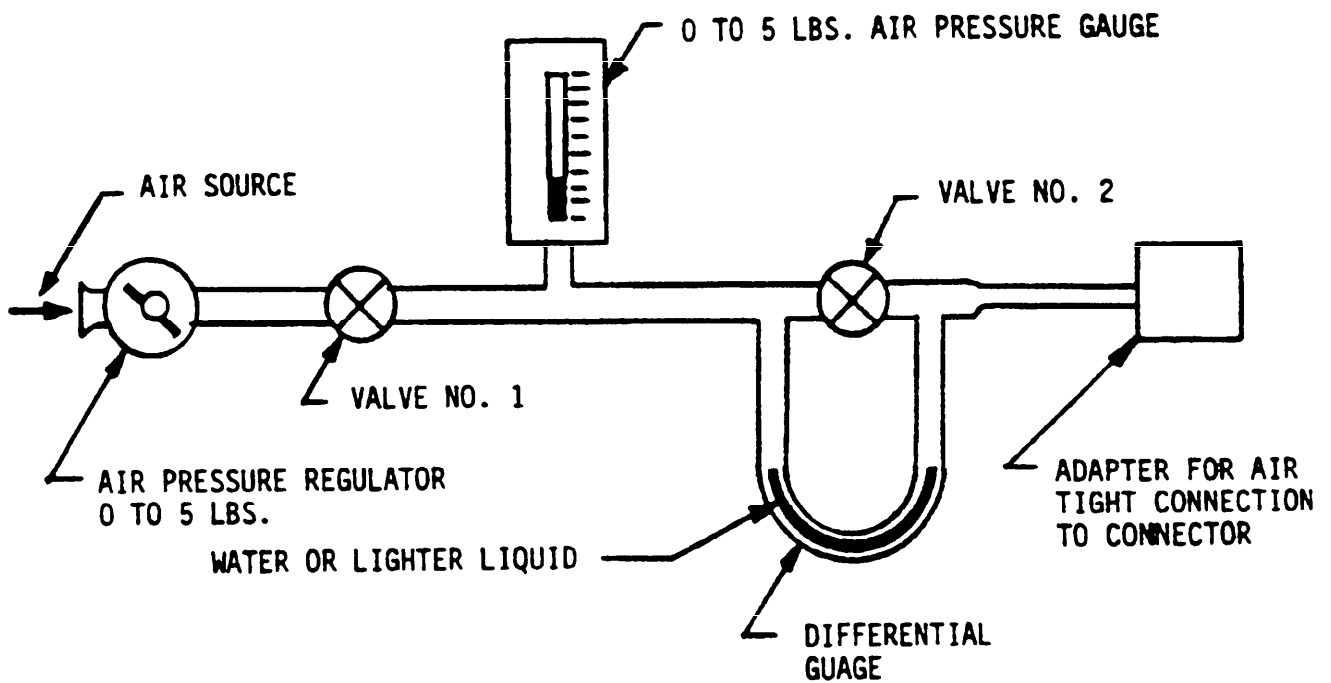 0 TO 5 LBS. AIR PRESSURE GAUGE
AIR SOURCE
VALVE NO. 2
VALVE NO. 1
AIR PRESSURE REGULATOR
0 TO 5 LBS.
ADAPTER FOR AIR
TIGHT CONNECTION
TO CONNECTOR
WATER OR LIGHTER LIQUID
DIFFERENTIAL
GUAGE